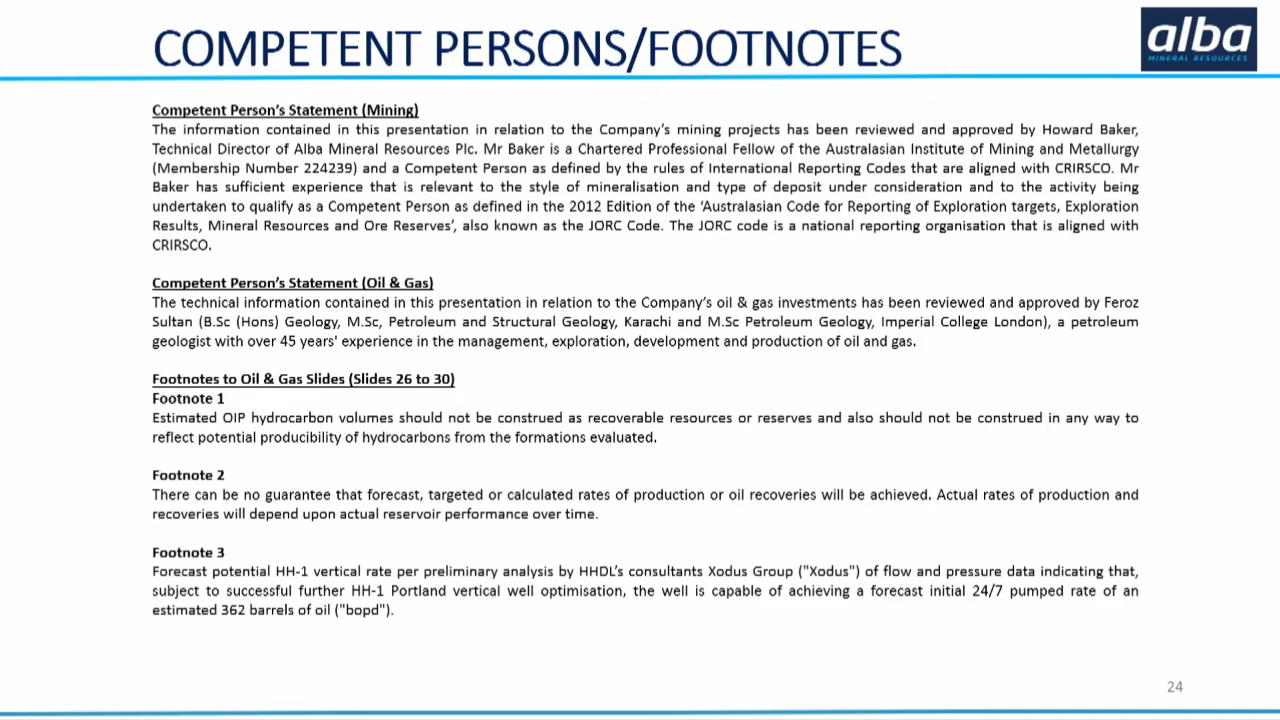 COMPETENT PERSONS/FOOTNOTES
alba
MINERAL RESOURCES
Competent Person's Statement (Mining)
The information contained in this presentation in relation to the Company's mining projects has been reviewed and approved by Howard Baker,
Technical Director of Alba Mineral Resources Plc. Mr Baker is a Chartered Professional Fellow of the Australasian Institute of Mining and Metallurgy
(Membership Number 224239) and a Competent Person as defined by the rules of International Reporting Codes that are aligned with CRIRSCO. Mr
Baker has sufficient experience that is relevant to the style of mineralisation and type of deposit under consideration and to the activity being
undertaken to qualify as a Competent Person as defined in the 2012 Edition of the 'Australasian Code for Reporting of Exploration targets, Exploration
Results, Mineral Resources and Ore Reserves', also known as the JORC Code. The JORC code is a national reporting organisation that is aligned with
CRIRSCO.
Competent Person's Statement (Oil & Gas)
The technical information contained in this presentation in relation to the Company's oil & gas investments has been reviewed and approved by Feroz
Sultan (B.Sc (Hons) Geology, M.Sc, Petroleum and Structural Geology, Karachi and M.Sc Petroleum Geology, Imperial College London), a petroleum
geologist with over 45 years' experience in the management, exploration, development and production of oil and gas.
Footnotes to Oil & Gas Slides (Slides 26 to 30)
Footnote 1
Estimated OIP hydrocarbon volumes should not be construed as recoverable resources or reserves and also should not be construed in any way to
reflect potential producibility of hydrocarbons from the formations evaluated.
Footnote 2
There can be no guarantee that forecast, targeted or calculated rates of production or oil recoveries will be achieved. Actual rates of production and
recoveries will depend upon actual reservoir performance over time.
Footnote 3
Forecast potential HH-1 vertical rate per preliminary analysis by HHDL's consultants Xodus Group ("Xodus") of flow and pressure data indicating that,
subject to successful further HH-1 Portland vertical well optimisation, the well is capable of achieving a forecast initial 24/7 pumped rate of an
estimated 362 barrels of oil ("bopd").
24